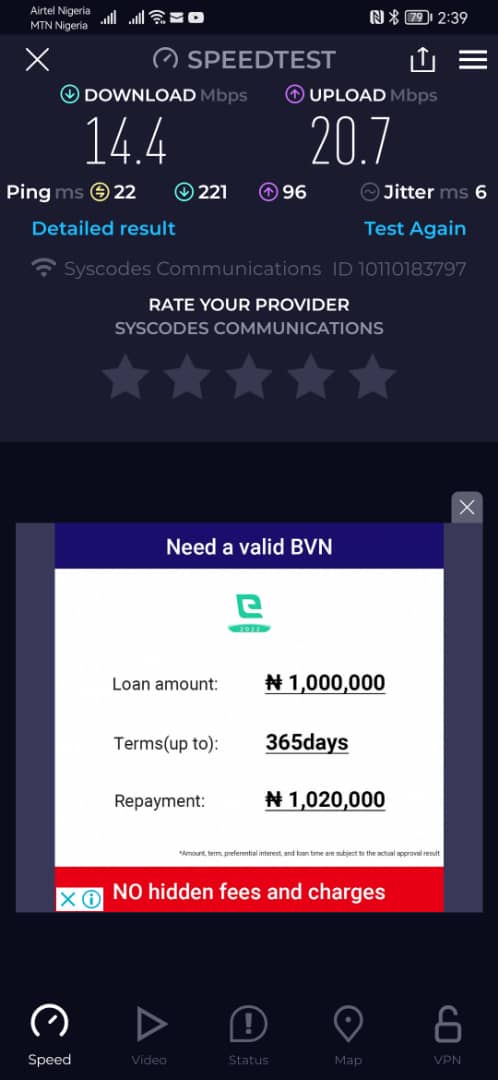 Airtel Nigeria
MTN Nigeria
79 2:39
SPEEDTEST
DOWNLOAD Mbps UPLOAD Mbps
14.4 20.7
Ping ms 22 221 96 Jitter ms 6
Detailed result Test Again
Syscodes Communications ID 10110183797
RATE YOUR PROVIDER
SYSCODES COMMUNICATIONS
Need a valid BVN
2022
Loan amount: ₦ 1,000,000
Terms(up to): 365days
Repayment: ₦ 1,020,000
*Amount, term, preferential interest, and loan time are subject to the actual approval result
NO hidden fees and charges
Speed Video Status Map VPN